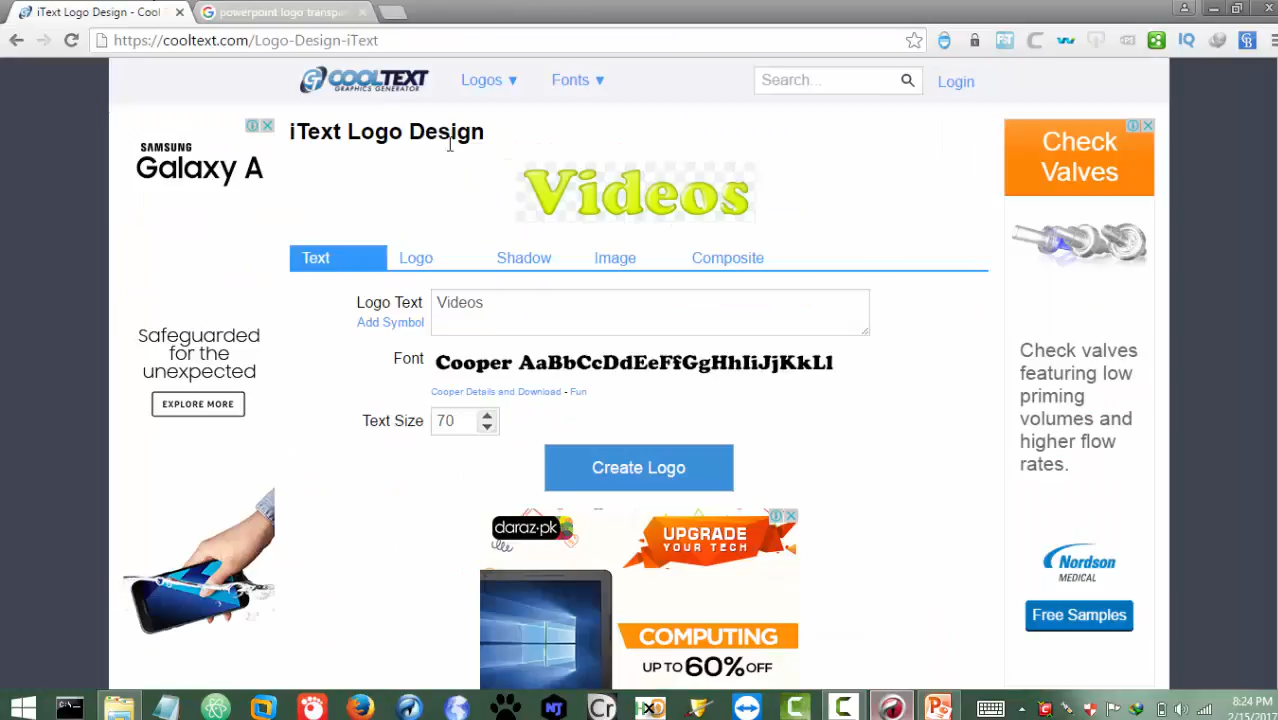 iText Logo Design - Cool
powerpoint logo transpa
https://cooltext.com/Logo-Design-iText
COOLTEXT
GRAPHICS GENERATOR
Logos ▼
Fonts ▼
Search...
Login
iText Logo Design
Videos
Text
Logo
Shadow
Image
Composite
Logo Text
Videos
Add Symbol
Font
Cooper AaBbCcDdEeFfGgHhIiJjKkLl
Cooper Details and Download - Fun
Text Size
70
Create Logo
SAMSUNG
Galaxy A
Safeguarded
for the
unexpected
EXPLORE MORE
daraz.pk
UPGRADE
YOUR TECH
COMPUTING
UP TO 60% OFF
Check
Valves
Check valves
featuring low
priming
volumes and
higher flow
rates.
Nordson
MEDICAL
Free Samples
8:24 PM